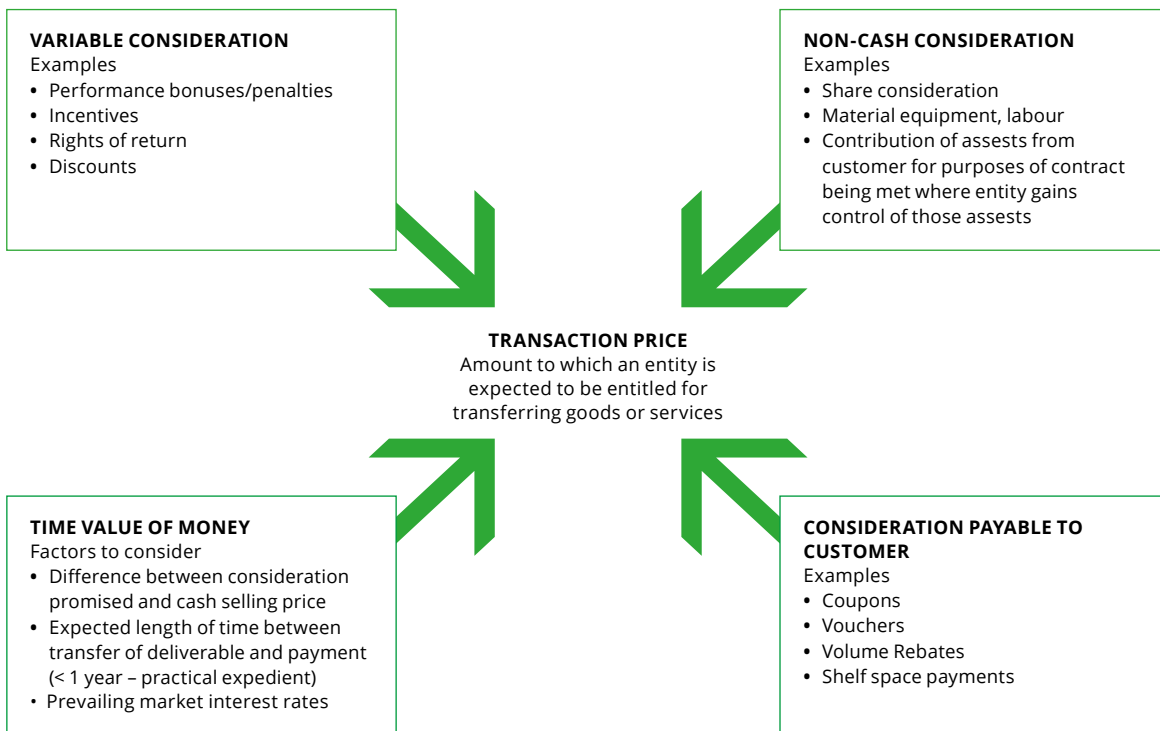 VARIABLE CONSIDERATION
Examples
• Performance bonuses/penalties
• Incentives
• Rights of return
• Discounts
NON-CASH CONSIDERATION
Examples
• Share consideration
• Material equipment, labour
• Contribution of assests from
customer for purposes of contract
being met where entity gains
control of those assests
TRANSACTION PRICE
Amount to which an entity is
expected to be entitled for
transferring goods or services
TIME VALUE OF MONEY
Factors to consider
• Difference between consideration
promised and cash selling price
• Expected length of time between
transfer of deliverable and payment
(< 1 year – practical expedient)
• Prevailing market interest rates
CONSIDERATION PAYABLE TO
CUSTOMER
Examples
• Coupons
• Vouchers
• Volume Rebates
• Shelf space payments